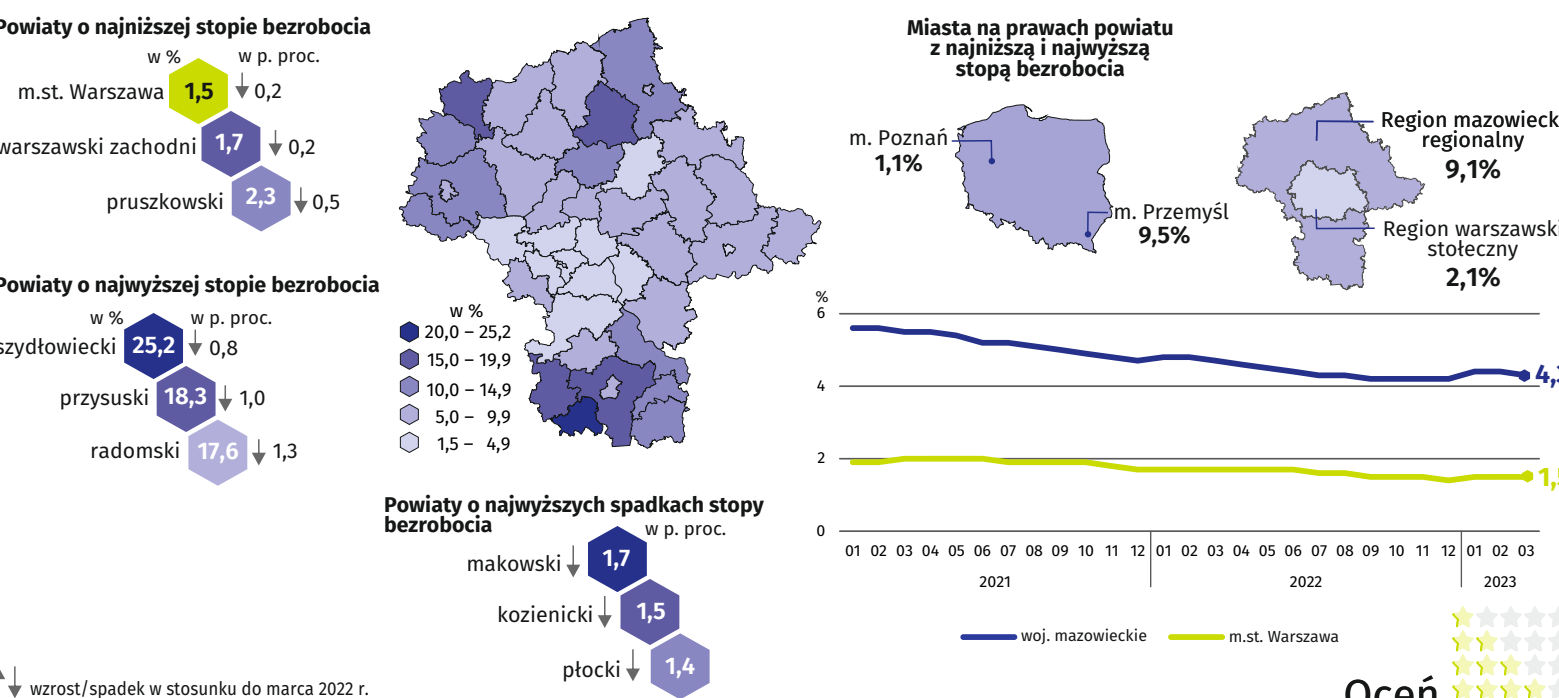 Powiaty o najniższej stopie bezrobocia
w % w p. proc.
m.st. Warszawa 1,5 0,2
warszawski zachodni 1,7 0,2
pruszkowski 2,3 0,5
Powiaty o najwyższej stopie bezrobocia
w % w p. proc.
szydłowiecki 25,2 0,8
przysuski 18,3 1,0
radomski 17,6 1,3
w %
20,0 – 25,2
15,0 – 19,9
10,0 – 14,9
5,0 – 9,9
1,5 – 4,9
Powiaty o najwyższych spadkach stopy
bezrobocia
w p. proc.
makowski 1,7
kozienicki 1,5
płocki 1,4
wzrost/spadek w stosunku do marca 2022 r.
Miasta na prawach powiatu
z najniższą i najwyższą
stopą bezrobocia
m. Poznań
1,1%
m. Przemyśl
9,5%
Region mazowieck
regionalny
9,1%
Region warszawski
stołeczny
2,1%
%
6
4
2
0
4,3
1,5
01 02 03 04 05 06 07 08 09 10 11 12 01 02 03 04 05 06 07 08 09 10 11 12 01 02 03
2021 2022 2023
woj. mazowieckie m.st. Warszawa
Oceń